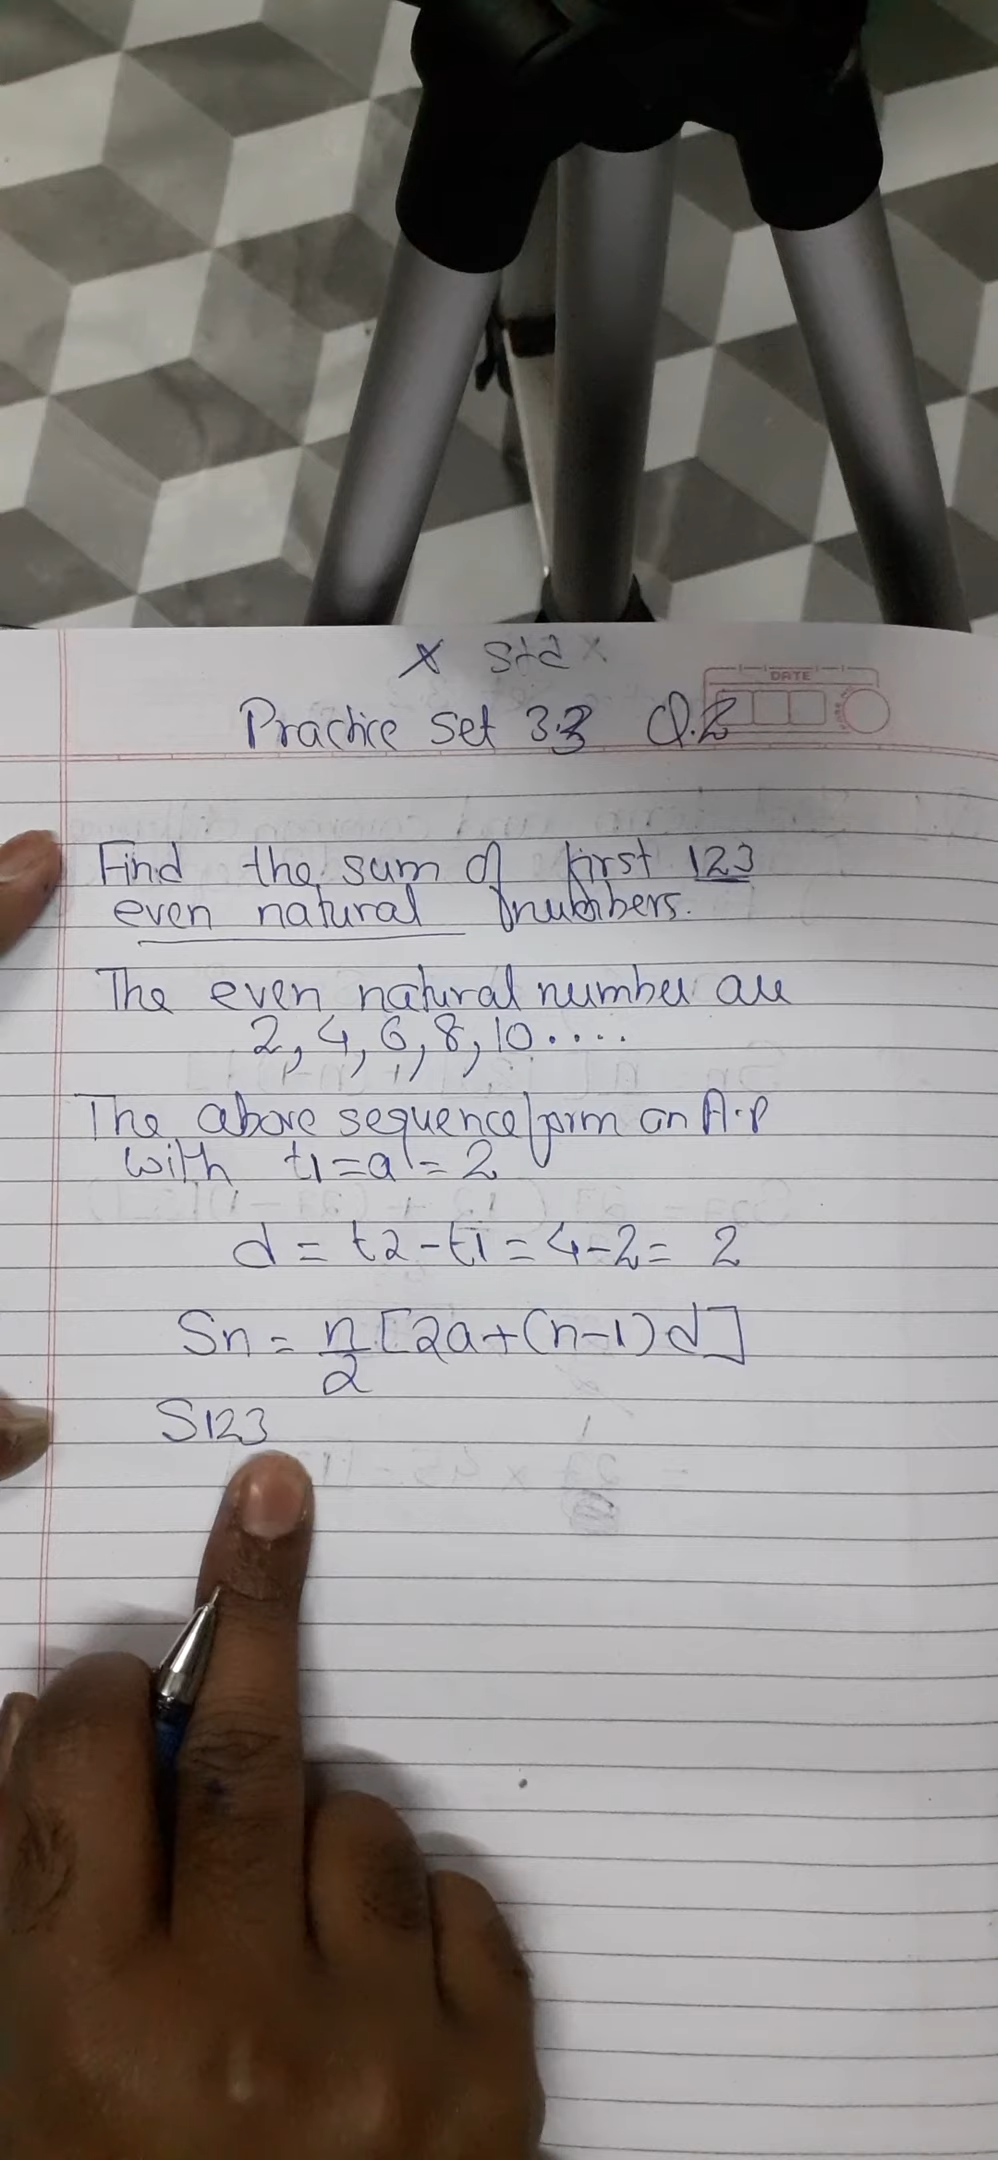 X Std
DATE
Practice Set 3.3 Q.2
Find the sum of first 123
even natural numbers.
The even natural number are
2, 4, 6, 8, 10 ....
The above sequence form an A.P
with t1 = a = 2
d = t2 - t1 = 4 - 2 = 2
Sn = n/2 [2a + (n-1) d]
S123